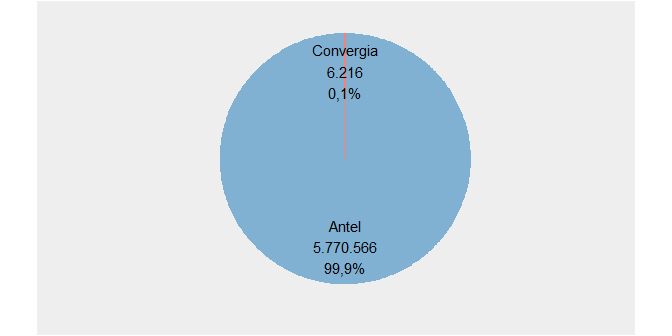 Convergia
6.216
0,1%
Antel
5.770.566
99,9%